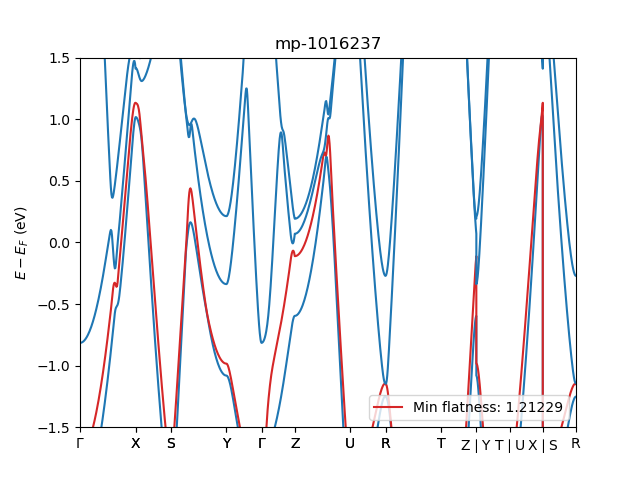 mp-1016237
E − E_F (eV)
1.5
1.0
0.5
0.0
−0.5
−1.0
−1.5
Min flatness: 1.21229
Γ X S Y Γ Z U R T Z|Y T|U X|S R